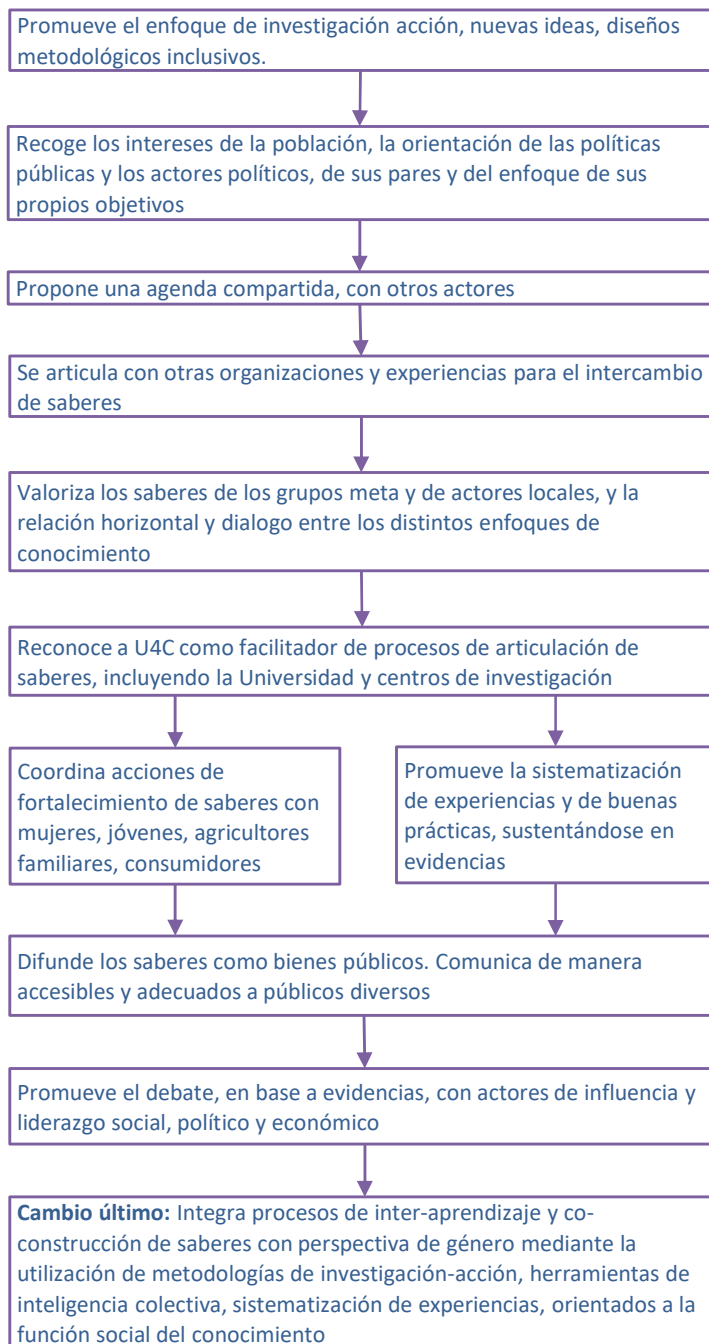 Promueve el enfoque de investigación acción, nuevas ideas, diseños
metodológicos inclusivos.
Recoge los intereses de la población, la orientación de las políticas
públicas y los actores políticos, de sus pares y del enfoque de sus
propios objetivos
Propone una agenda compartida, con otros actores
Se articula con otras organizaciones y experiencias para el intercambio
de saberes
Valoriza los saberes de los grupos meta y de actores locales, y la
relación horizontal y dialogo entre los distintos enfoques de
conocimiento
Reconoce a U4C como facilitador de procesos de articulación de
saberes, incluyendo la Universidad y centros de investigación
Coordina acciones de
fortalecimiento de saberes con
mujeres, jóvenes, agricultores
familiares, consumidores
Promueve la sistematización
de experiencias y de buenas
prácticas, sustentándose en
evidencias
Difunde los saberes como bienes públicos. Comunica de manera
accesibles y adecuados a públicos diversos
Promueve el debate, en base a evidencias, con actores de influencia y
liderazgo social, político y económico
Cambio último: Integra procesos de inter-aprendizaje y co-
construcción de saberes con perspectiva de género mediante la
utilización de metodologías de investigación-acción, herramientas de
inteligencia colectiva, sistematización de experiencias, orientados a la
función social del conocimiento